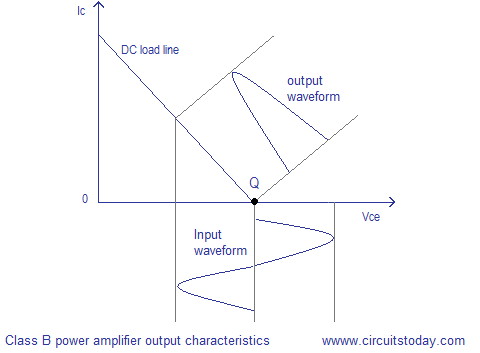 Ic
DC load line
output
waveform
Q
0
Vce
Input
waveform
Class B power amplifier output characteristics
www.circuitstoday.com